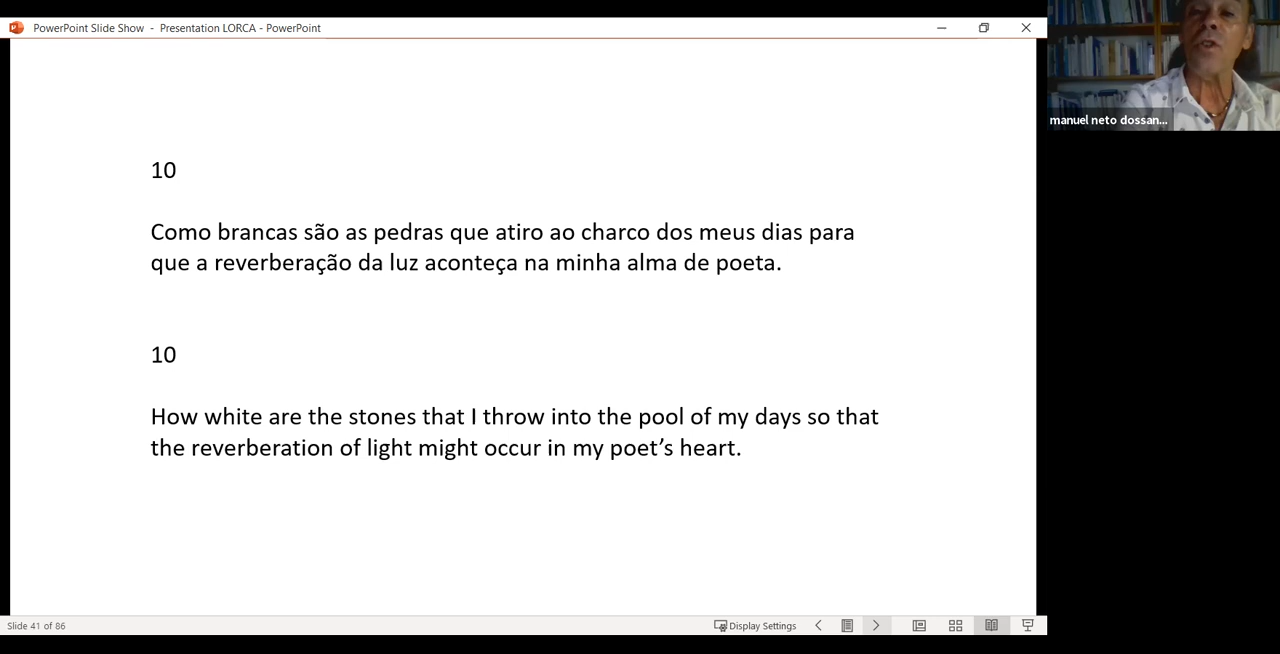 PowerPoint Slide Show - Presentation LORCA - PowerPoint
manuel neto dossan...
10
Como brancas são as pedras que atiro ao charco dos meus dias para
que a reverberação da luz aconteça na minha alma de poeta.
10
How white are the stones that I throw into the pool of my days so that
the reverberation of light might occur in my poet’s heart.
Slide 41 of 86
Display Settings